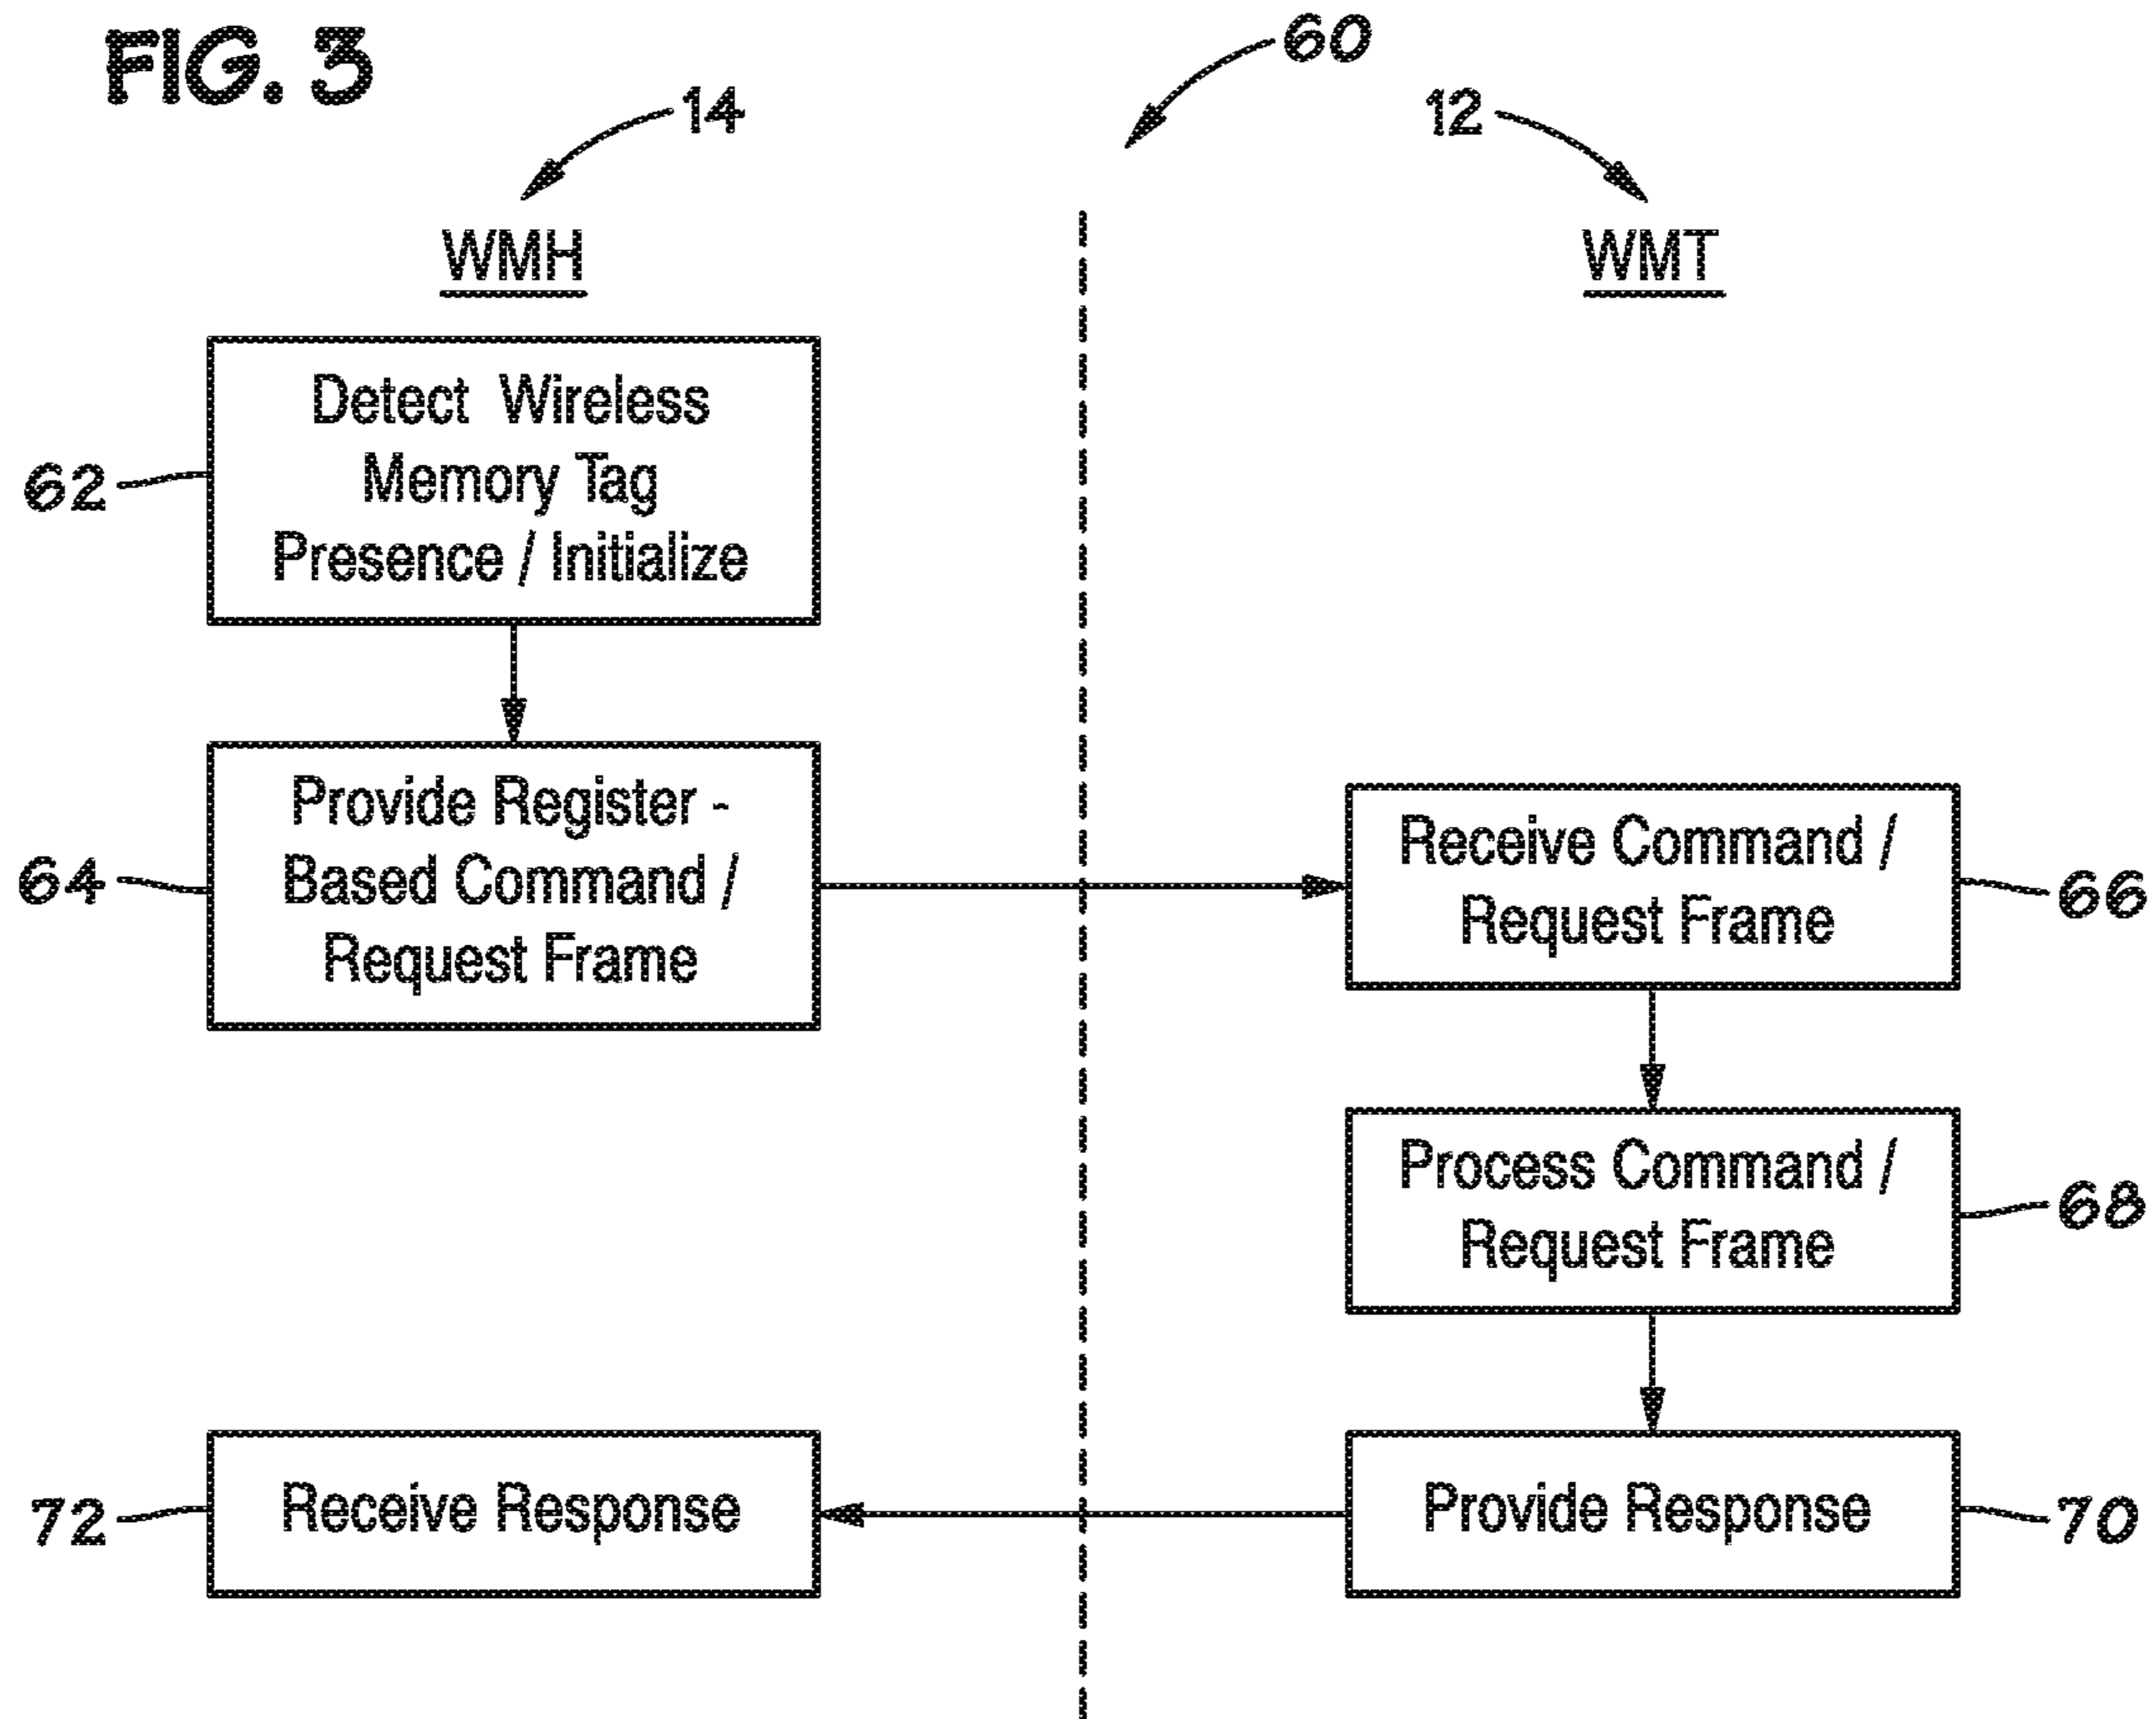 FIG. 3
60
14
12
WMH
WMT
Detect Wireless
Memory Tag
Presence / Initialize
62
Provide Register -
Based Command /
Request Frame
64
Receive Command /
Request Frame
66
Process Command /
Request Frame
68
Receive Response
72
Provide Response
70